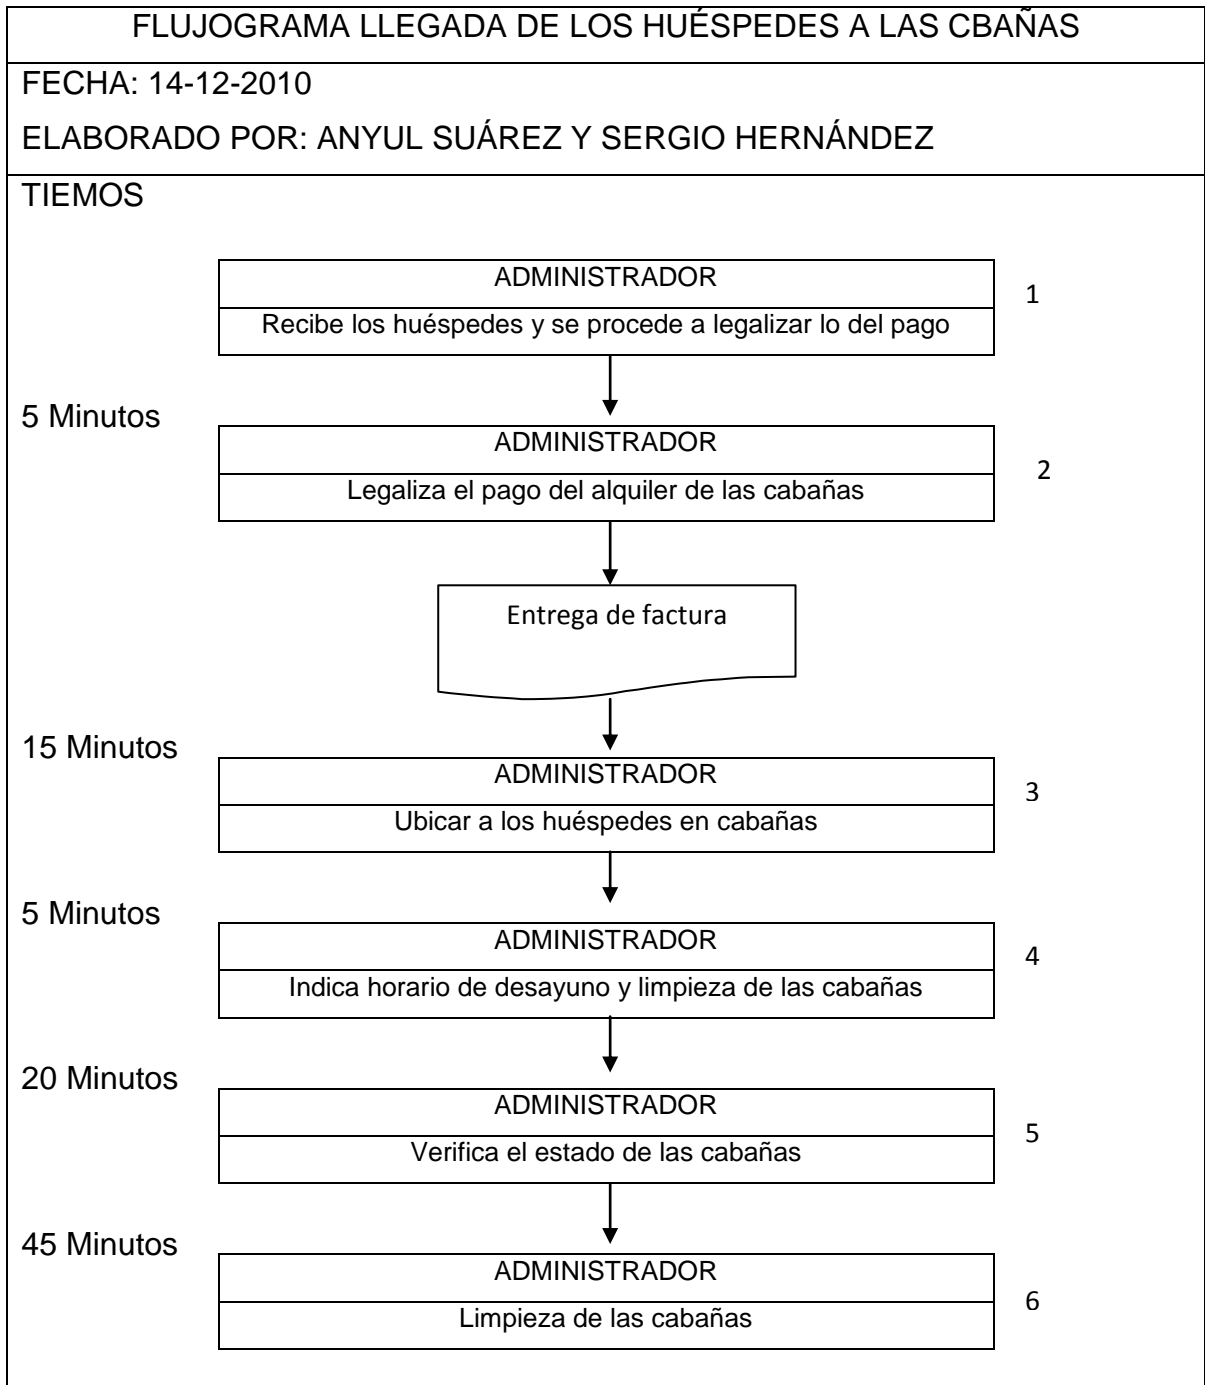 FLUJOGRAMA LLEGADA DE LOS HUÉSPEDES A LAS CBAÑAS
FECHA: 14-12-2010
ELABORADO POR: ANYUL SUÁREZ Y SERGIO HERNÁNDEZ
TIEMOS
ADMINISTRADOR
1
Recibe los huéspedes y se procede a legalizar lo del pago
5 Minutos
ADMINISTRADOR
2
Legaliza el pago del alquiler de las cabañas
Entrega de factura
15 Minutos
ADMINISTRADOR
3
Ubicar a los huéspedes en cabañas
5 Minutos
ADMINISTRADOR
4
Indica horario de desayuno y limpieza de las cabañas
20 Minutos
ADMINISTRADOR
5
Verifica el estado de las cabañas
45 Minutos
ADMINISTRADOR
6
Limpieza de las cabañas